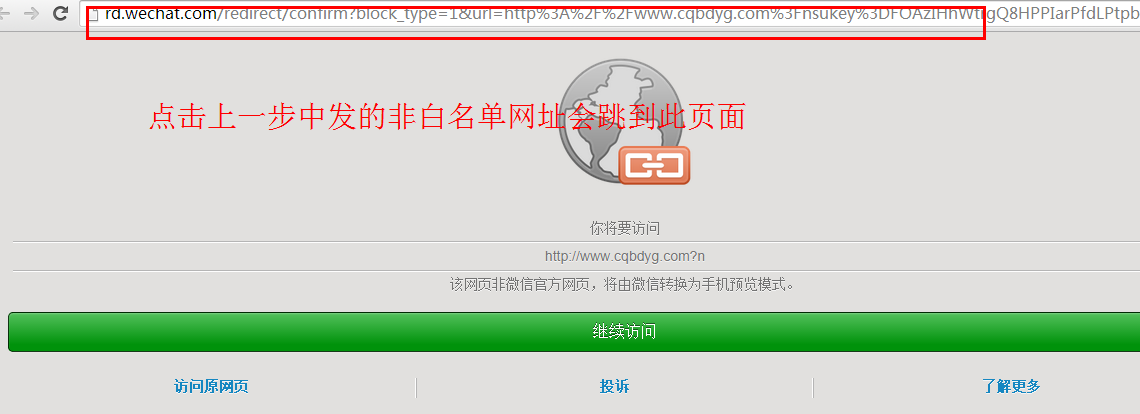 rd.wechat.com/redirect/confirm?block_type=1&url=http%3A%2F%2Fwww.cqbdyg.com%3Fnsukey%3DFOAzIHhWtrgQ8HPPIarPfdLPtpb
点击上一步中发的非白名单网址会跳到此页面
你将要访问
http://www.cqbdyg.com?n
该网页非微信官方网页，将由微信转换为手机预览模式。
继续访问
访问原网页 投诉 了解更多